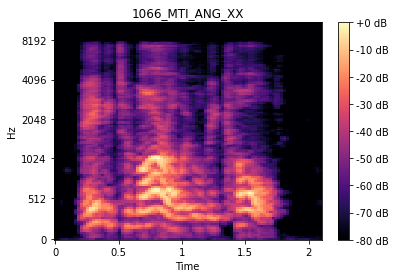 1066_MTI_ANG_XX
+0 dB
8192
-10 dB
4096
-20 dB
-30 dB
2048
Hz
-40 dB
1024
-50 dB
512
-60 dB
-70 dB
0
-80 dB
0 0.5 1 1.5 2
Time